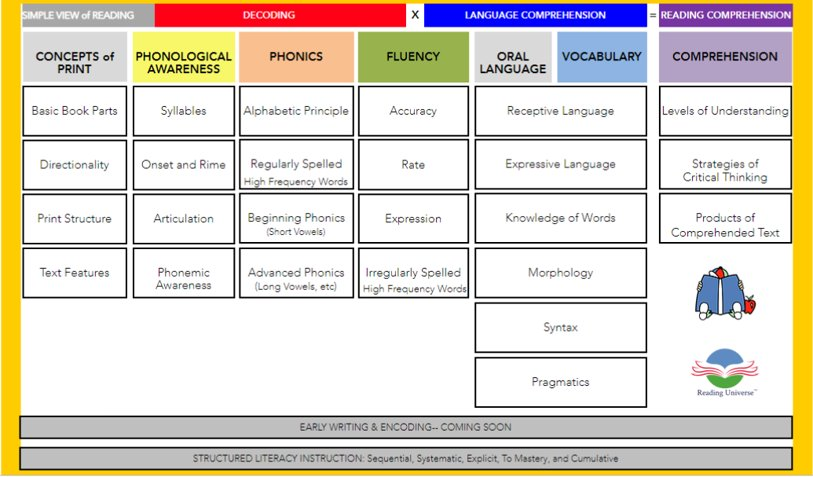 SIMPLE VIEW of READING
DECODING
X
LANGUAGE COMPREHENSION
= READING COMPREHENSION
CONCEPTS of
PRINT
PHONOLOGICAL
AWARENESS
PHONICS
FLUENCY
ORAL
LANGUAGE
VOCABULARY
COMPREHENSION
Basic Book Parts
Syllables
Alphabetic Principle
Accuracy
Receptive Language
Levels of Understanding
Directionality
Onset and Rime
Regularly Spelled
High Frequency Words
Rate
Expressive Language
Strategies of
Critical Thinking
Print Structure
Articulation
Beginning Phonics
(Short Vowels)
Expression
Knowledge of Words
Products of
Comprehended Text
Text Features
Phonemic
Awareness
Advanced Phonics
(Long Vowels, etc)
Irregularly Spelled
High Frequency Words
Morphology
Syntax
Pragmatics
Reading Universe™
EARLY WRITING & ENCODING-- COMING SOON
STRUCTURED LITERACY INSTRUCTION: Sequential, Systematic, Explicit, To Mastery, and Cumulative